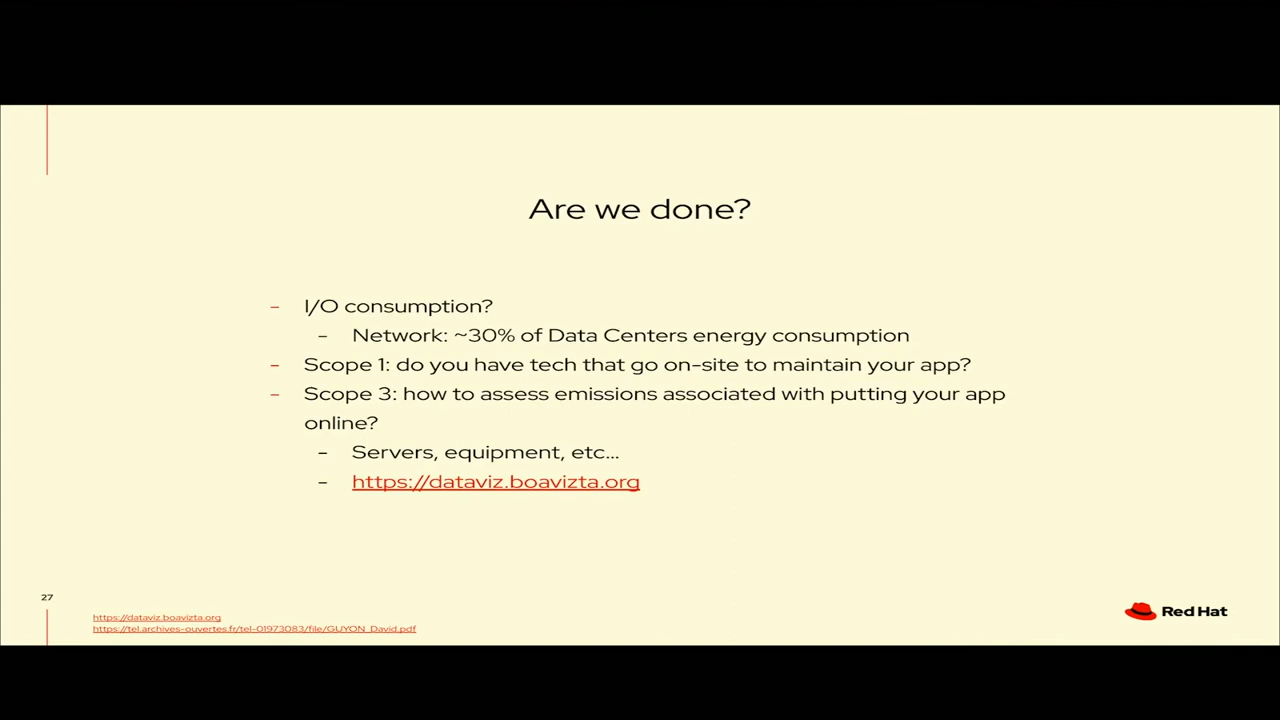 Are we done?
- I/O consumption?
- Network: ~30% of Data Centers energy consumption
- Scope 1: do you have tech that go on-site to maintain your app?
- Scope 3: how to assess emissions associated with putting your app
online?
- Servers, equipment, etc...
- https://dataviz.boavizta.org
27
https://dataviz.boavizta.org
https://tel.archives-ouvertes.fr/tel-01973083/file/GUYON_David.pdf
Red Hat